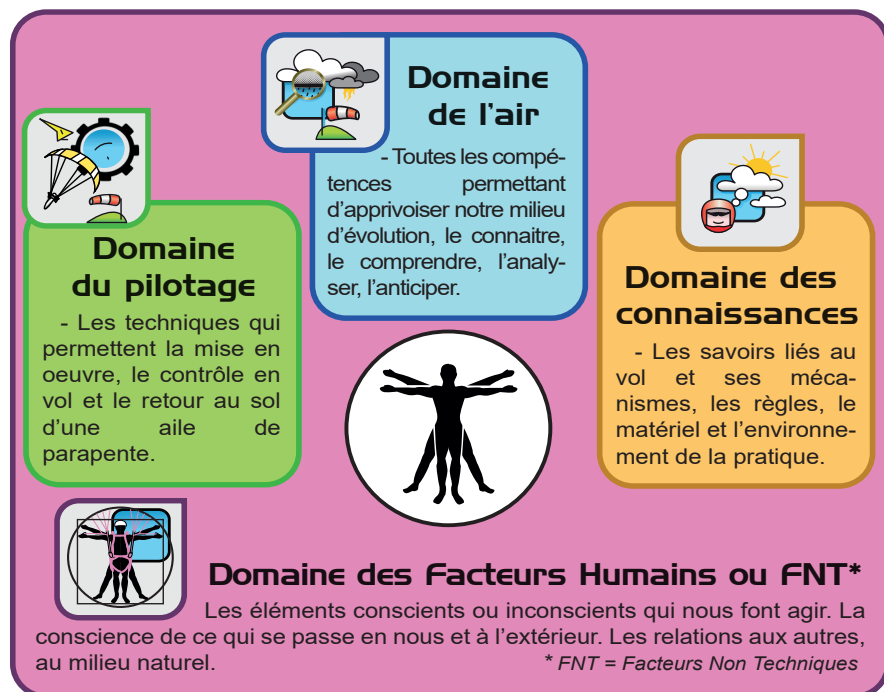 Domaine
de l'air
- Toutes les compé-
tences permettant
d'apprivoiser notre milieu
d'évolution, le connaitre,
le comprendre, l'analy-
ser, l'anticiper.
Domaine
du pilotage
- Les techniques qui
permettent la mise en
oeuvre, le contrôle en
vol et le retour au sol
d'une aile de
parapente.
Domaine des
connaissances
- Les savoirs liés au
vol et ses méca-
nismes, les règles, le
matériel et l'environne-
ment de la pratique.
Domaine des Facteurs Humains ou FNT*
Les éléments conscients ou inconscients qui nous font agir. La
conscience de ce qui se passe en nous et à l'extérieur. Les relations aux autres,
au milieu naturel.
* FNT = Facteurs Non Techniques